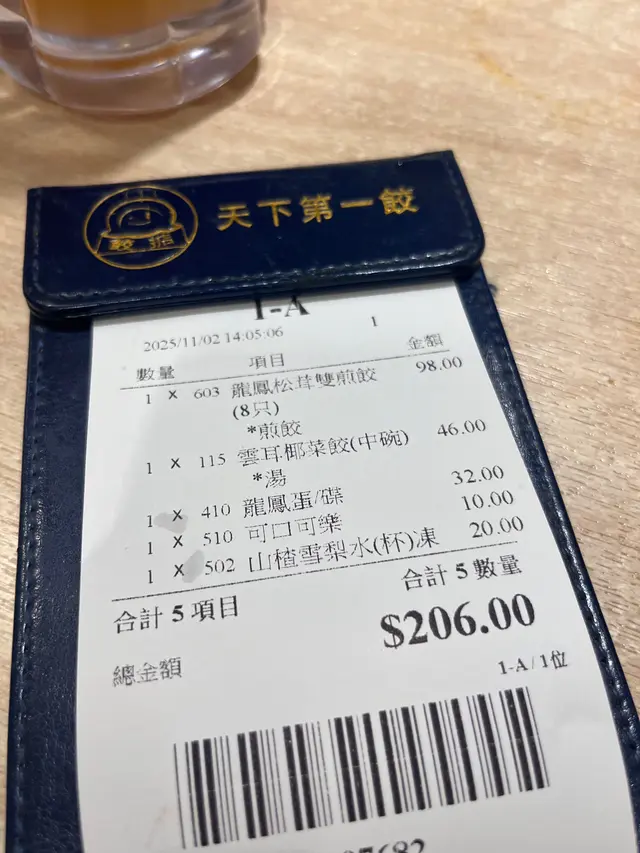 天下第一餃
1-A
2025/11/02 14:05:06 1
數量 項目 金額
1 X 603 龍鳳松茸雙煎餃 98.00
(8只)
*煎餃
1 X 115 雲耳椰菜餃(中碗) 46.00
*湯
1 X 410 龍鳳蛋/碟 32.00
1 X 510 可口可樂 10.00
1 X 502 山楂雪梨水(杯)凍 20.00
合計 5 項目 合計 5 數量
$206.00
總金額
1-A / 1位